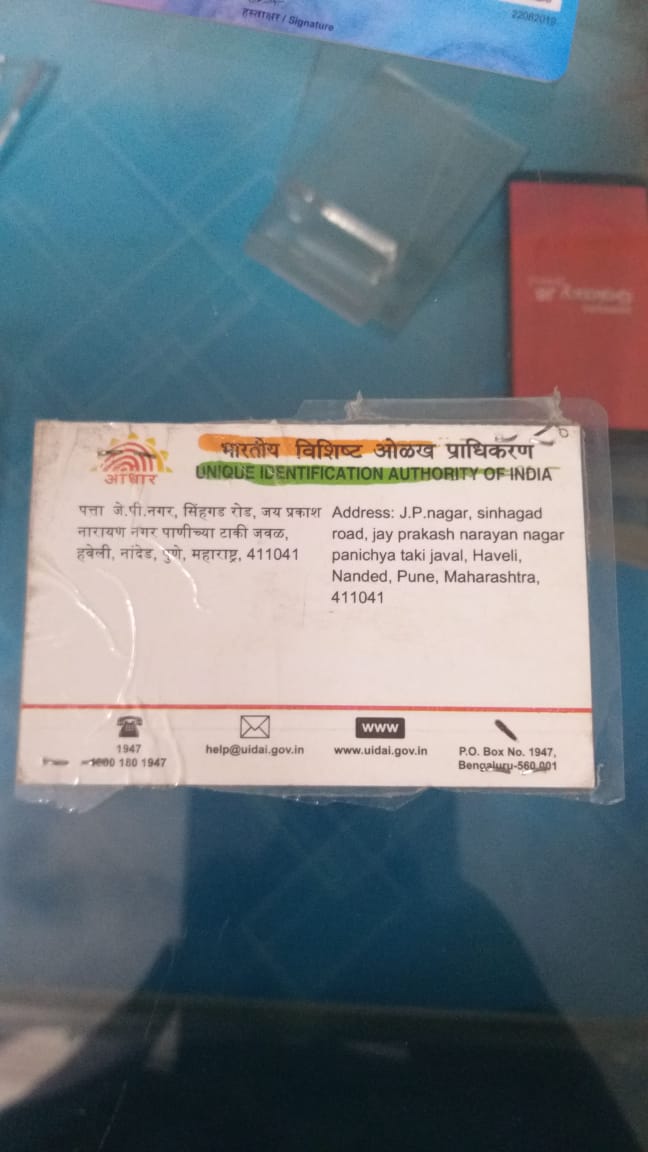 हस्ताक्षर / Signature
22082019
आधार
भारतीय विशिष्ट ओळख प्राधिकरण
UNIQUE IDENTIFICATION AUTHORITY OF INDIA
पत्ता जे.पी.नगर, सिंहगड रोड, जय प्रकाश
नारायण नगर पाणीच्या टाकी जवळ,
हवेली, नांदेड, पुणे, महाराष्ट्र, 411041
Address: J.P.nagar, sinhagad
road, jay prakash narayan nagar
panichya taki javal, Haveli,
Nanded, Pune, Maharashtra,
411041
1947
1800 180 1947
help@uidai.gov.in
WWW
www.uidai.gov.in
P.O. Box No. 1947,
Bengaluru-560 001